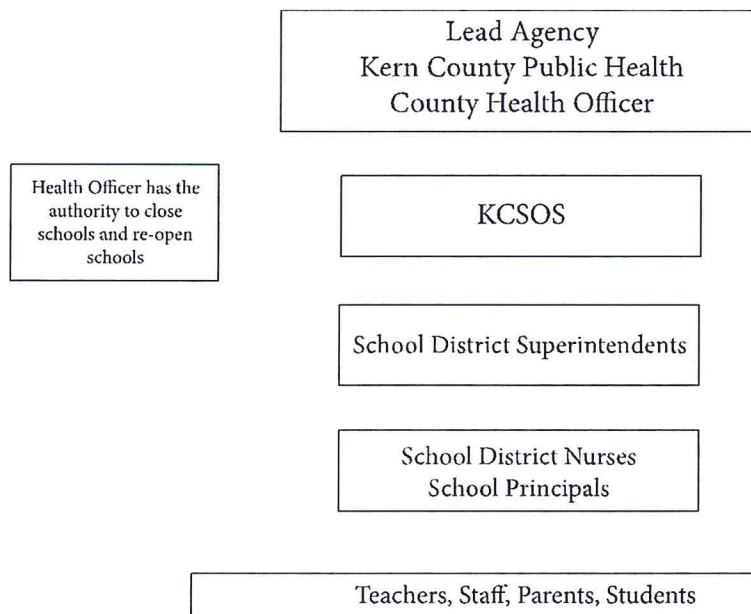 Lead Agency
Kern County Public Health
County Health Officer
Health Officer has the
authority to close
schools and re-open
schools
KCSOS
School District Superintendents
School District Nurses
School Principals
Teachers, Staff, Parents, Students